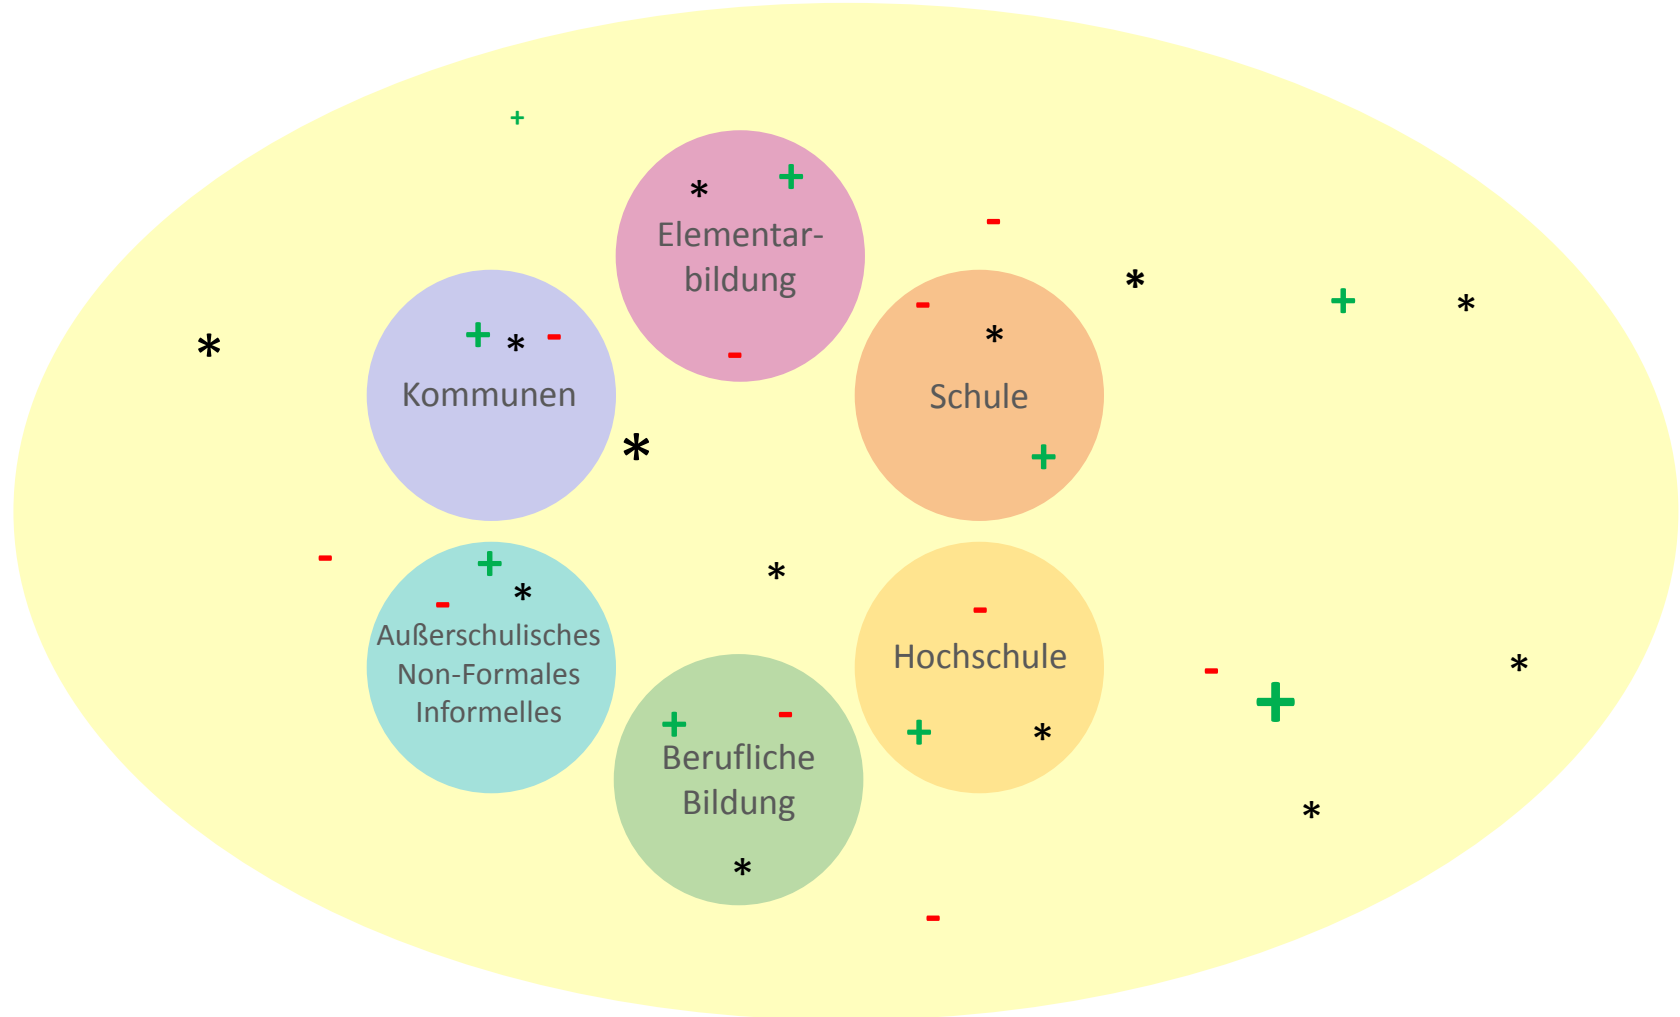 +
* +
Elementar-
bildung
-
-
Kommunen
+ * -
Schule
- *
+
*
+ *
*
*
-
*
Außerschulisches
Non-Formales
Informelles
+
- *
Hochschule
-
+ *
Berufliche
Bildung
+ -
*
-
+
*
*
-